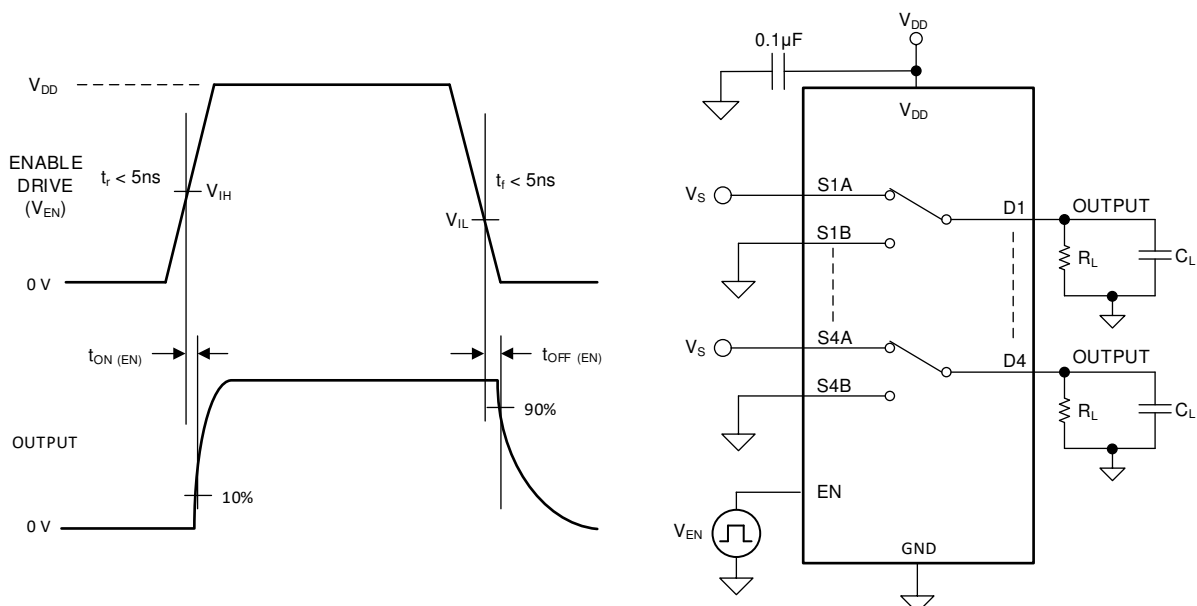 V_DD
ENABLE
DRIVE
(V_EN)
t_r < 5ns
V_IH
t_f < 5ns
V_IL
0 V
t_ON (EN)
t_OFF (EN)
90%
OUTPUT
10%
0 V
V_DD
0.1µF
V_DD
V_S
S1A
D1
OUTPUT
S1B
R_L
C_L
V_S
S4A
D4
OUTPUT
S4B
R_L
C_L
EN
V_EN
GND